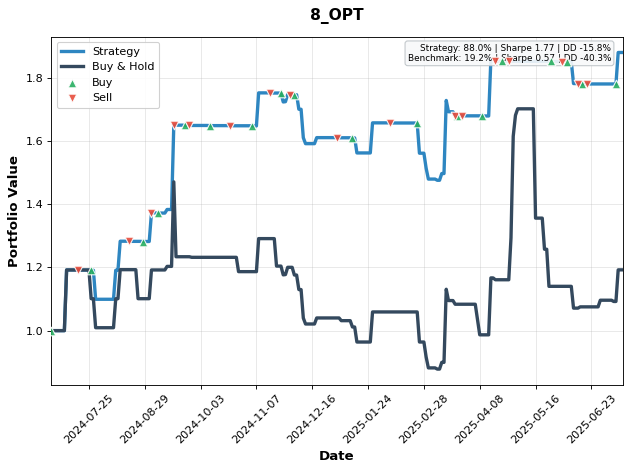 8_OPT
Strategy
Buy & Hold
Buy
Sell
Strategy: 88.0% | Sharpe 1.77 | DD -15.8%
Benchmark: 19.2% | Sharpe 0.57 | DD -40.3%
Portfolio Value
1.8
1.6
1.4
1.2
1.0
2024-07-25
2024-08-29
2024-10-03
2024-11-07
2024-12-16
2025-01-24
2025-02-28
2025-04-08
2025-05-16
2025-06-23
Date